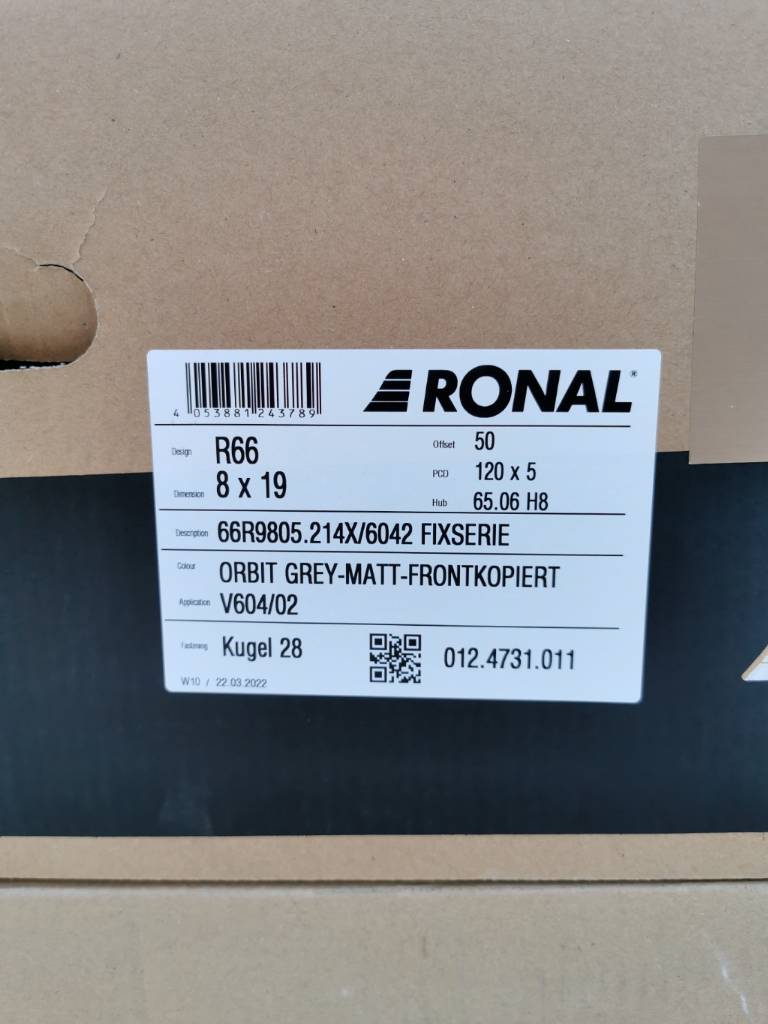 4 053881 243789
RONAL®
Design R66
Dimension 8 x 19
Offset 50
PCD 120 x 5
Hub 65.06 H8
Description 66R9805.214X/6042 FIXSERIE
Colour ORBIT GREY-MATT-FRONTKOPIERT
Application V604/02
Fastening Kugel 28
012.4731.011
W10 / 22.03.2022